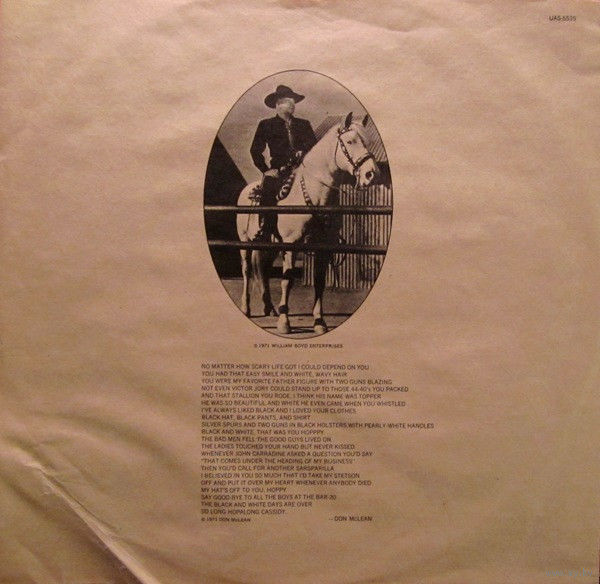 UAS-5535
© 1971 WILLIAM BOYD ENTERPRISES
NO MATTER HOW SCARY LIFE GOT I COULD DEPEND ON YOU
YOU HAD THAT EASY SMILE AND WHITE, WAVY HAIR
YOU WERE MY FAVORITE FATHER FIGURE WITH TWO GUNS BLAZING
NOT EVEN VICTOR JORY COULD STAND UP TO THOSE 44-40's YOU PACKED
AND THAT STALLION YOU RODE, I THINK HIS NAME WAS TOPPER
HE WAS SO BEAUTIFUL AND WHITE HE EVEN CAME WHEN YOU WHISTLED
I'VE ALWAYS LIKED BLACK AND I LOVED YOUR CLOTHES
BLACK HAT, BLACK PANTS, AND SHIRT
SILVER SPURS AND TWO GUNS IN BLACK HOLSTERS WITH PEARLY-WHITE HANDLES
BLACK AND WHITE, THAT WAS YOU HOPPY
THE BAD MEN FELL THE GOOD GUYS LIVED ON
THE LADIES TOUCHED YOUR HAND BUT NEVER KISSED
WHENEVER JOHN CARRADINE ASKED A QUESTION YOU'D SAY
"THAT COMES UNDER THE HEADING OF MY BUSINESS"
THEN YOU'D CALL FOR ANOTHER SARSPARILLA
I BELIEVED IN YOU SO MUCH THAT I'D TAKE MY STETSON
OFF AND PUT IT OVER MY HEART WHENEVER ANYBODY DIED
MY HAT'S OFF TO YOU, HOPPY
SAY GOOD-BYE TO ALL THE BOYS AT THE BAR-20
THE BLACK AND WHITE DAYS ARE OVER
SO LONG HOPALONG CASSIDY
© 1971 DON McLEAN
-- DON McLEAN